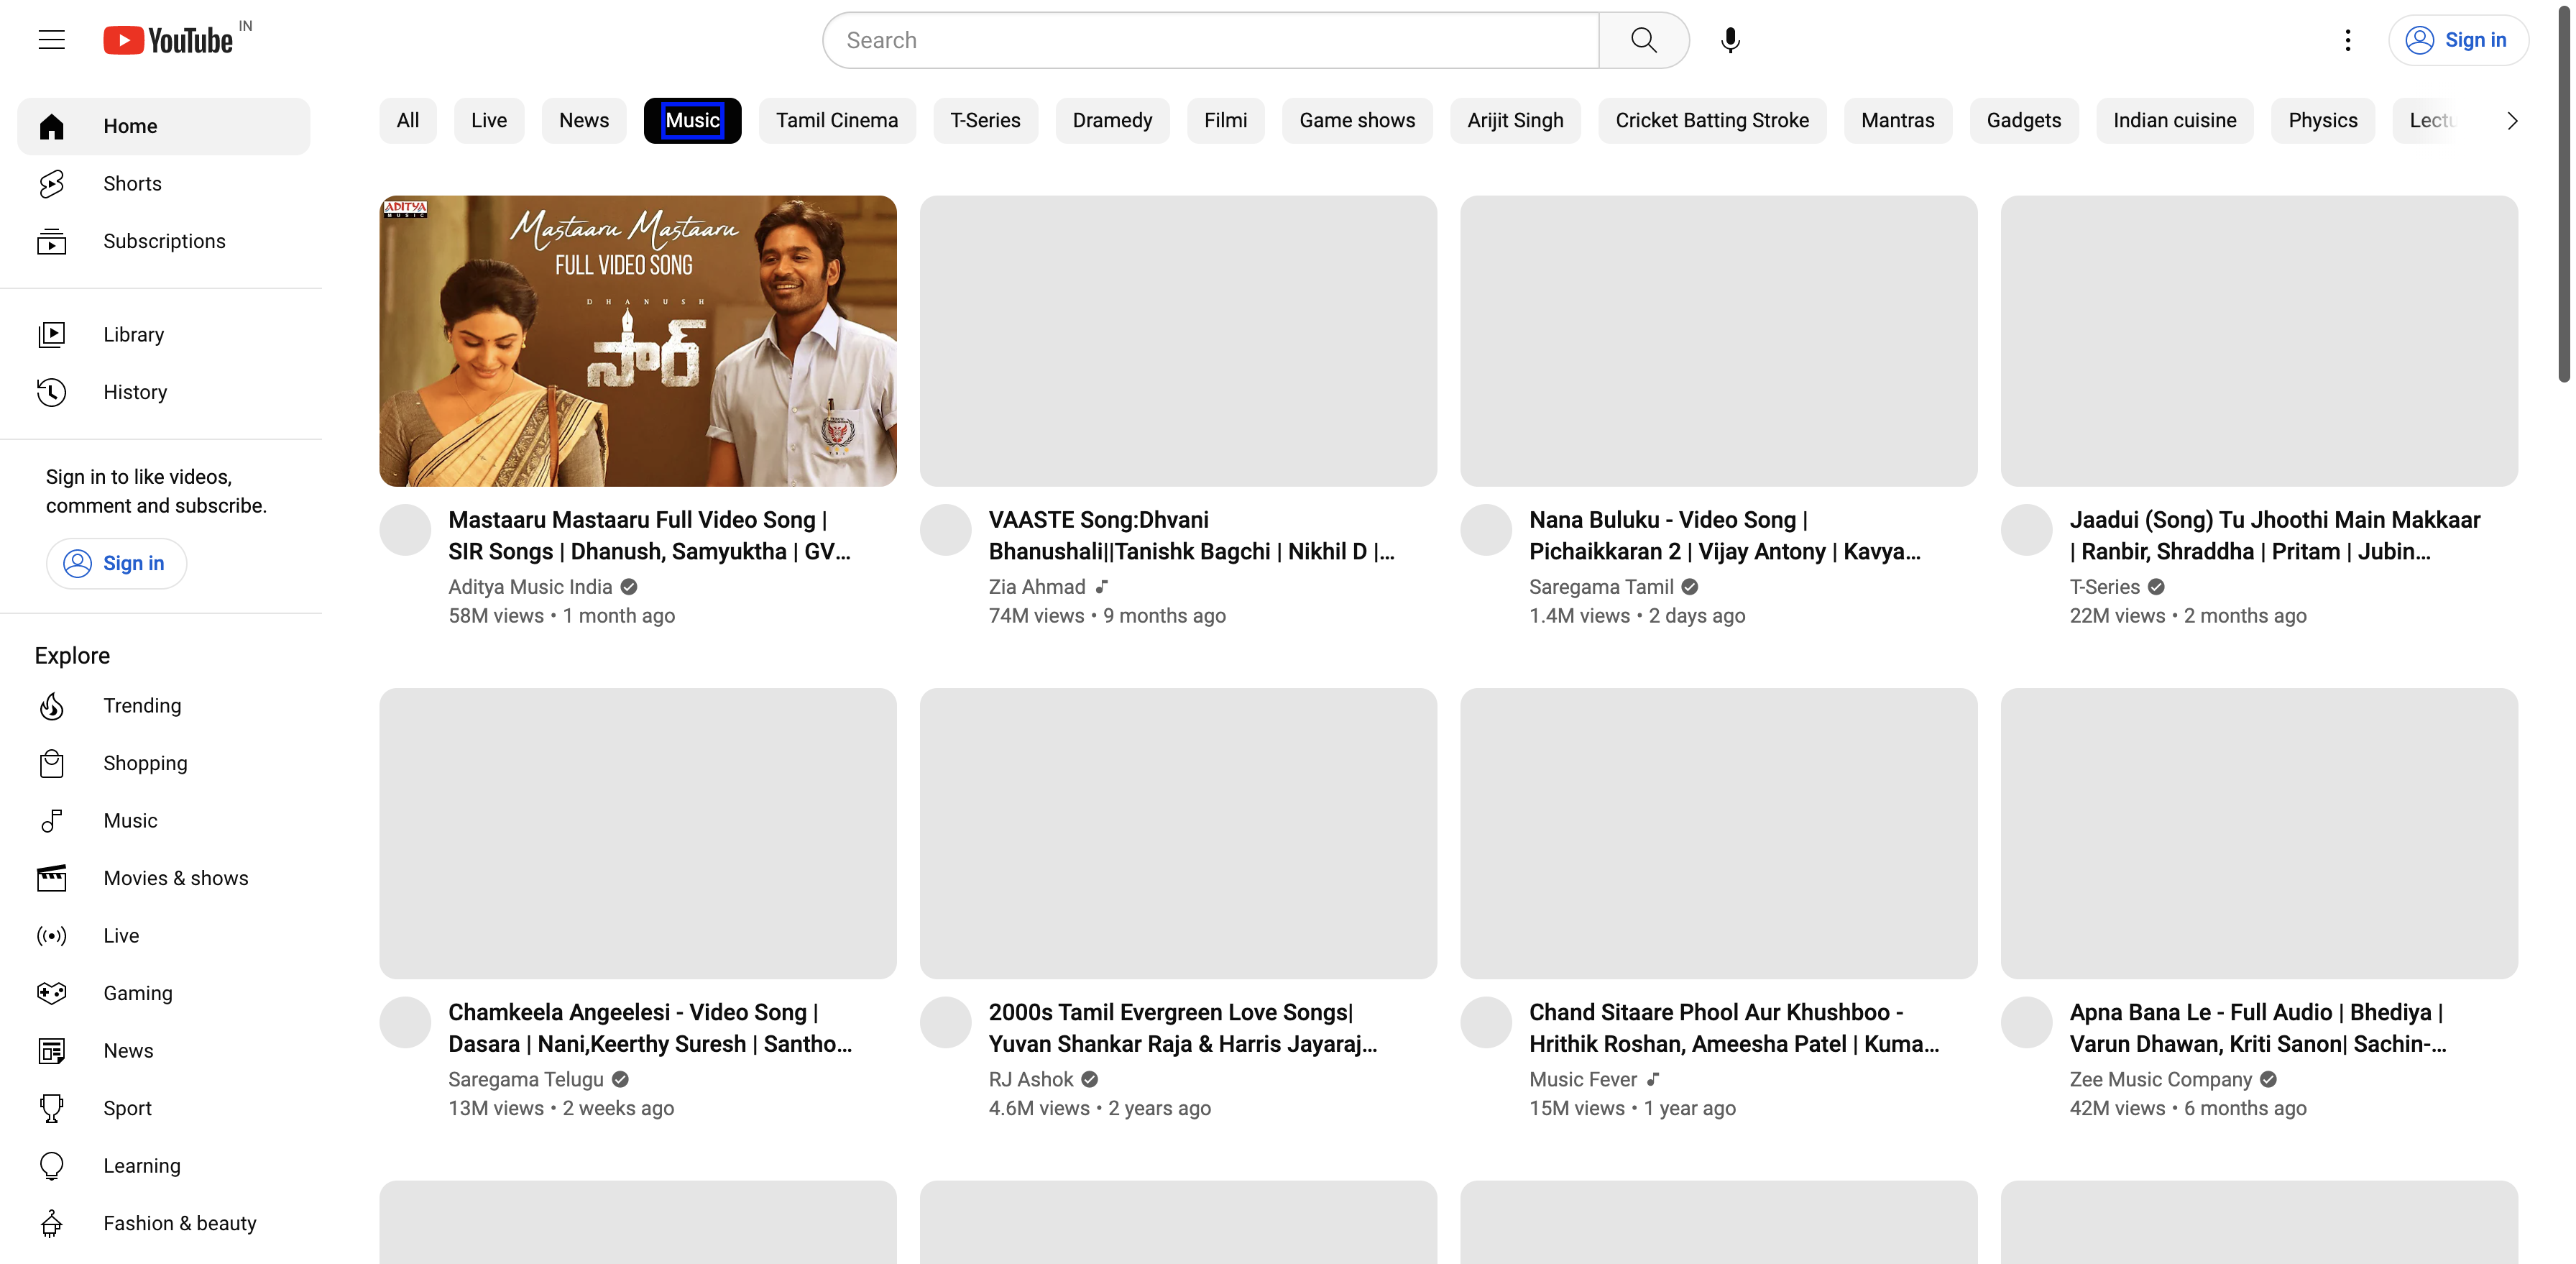 YouTube IN
Search
Sign in
Home
Shorts
Subscriptions
Library
History
Sign in to like videos,
comment and subscribe.
Sign in
Explore
Trending
Shopping
Music
Movies & shows
Live
Gaming
News
Sport
Learning
Fashion & beauty
All Live News Music Tamil Cinema T-Series Dramedy Filmi Game shows Arijit Singh Cricket Batting Stroke Mantras Gadgets Indian cuisine Physics Lectu
ADITYA
MUSIC
Mastaaru Mastaaru
FULL VIDEO SONG
DHANUSH
సార్
Mastaaru Mastaaru Full Video Song |
SIR Songs | Dhanush, Samyuktha | GV...
Aditya Music India
58M views • 1 month ago
VAASTE Song:Dhvani
Bhanushali||Tanishk Bagchi | Nikhil D |...
Zia Ahmad
74M views • 9 months ago
Nana Buluku - Video Song |
Pichaikkaran 2 | Vijay Antony | Kavya...
Saregama Tamil
1.4M views • 2 days ago
Jaadui (Song) Tu Jhoothi Main Makkaar
| Ranbir, Shraddha | Pritam | Jubin...
T-Series
22M views • 2 months ago
Chamkeela Angeelesi - Video Song |
Dasara | Nani,Keerthy Suresh | Santho...
Saregama Telugu
13M views • 2 weeks ago
2000s Tamil Evergreen Love Songs|
Yuvan Shankar Raja & Harris Jayaraj...
RJ Ashok
4.6M views • 2 years ago
Chand Sitaare Phool Aur Khushboo -
Hrithik Roshan, Ameesha Patel | Kuma...
Music Fever
15M views • 1 year ago
Apna Bana Le - Full Audio | Bhediya |
Varun Dhawan, Kriti Sanon| Sachin-...
Zee Music Company
42M views • 6 months ago